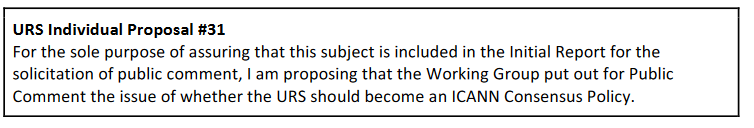 URS Individual Proposal #31
For the sole purpose of assuring that this subject is included in the Initial Report for the
solicitation of public comment, I am proposing that the Working Group put out for Public
Comment the issue of whether the URS should become an ICANN Consensus Policy.